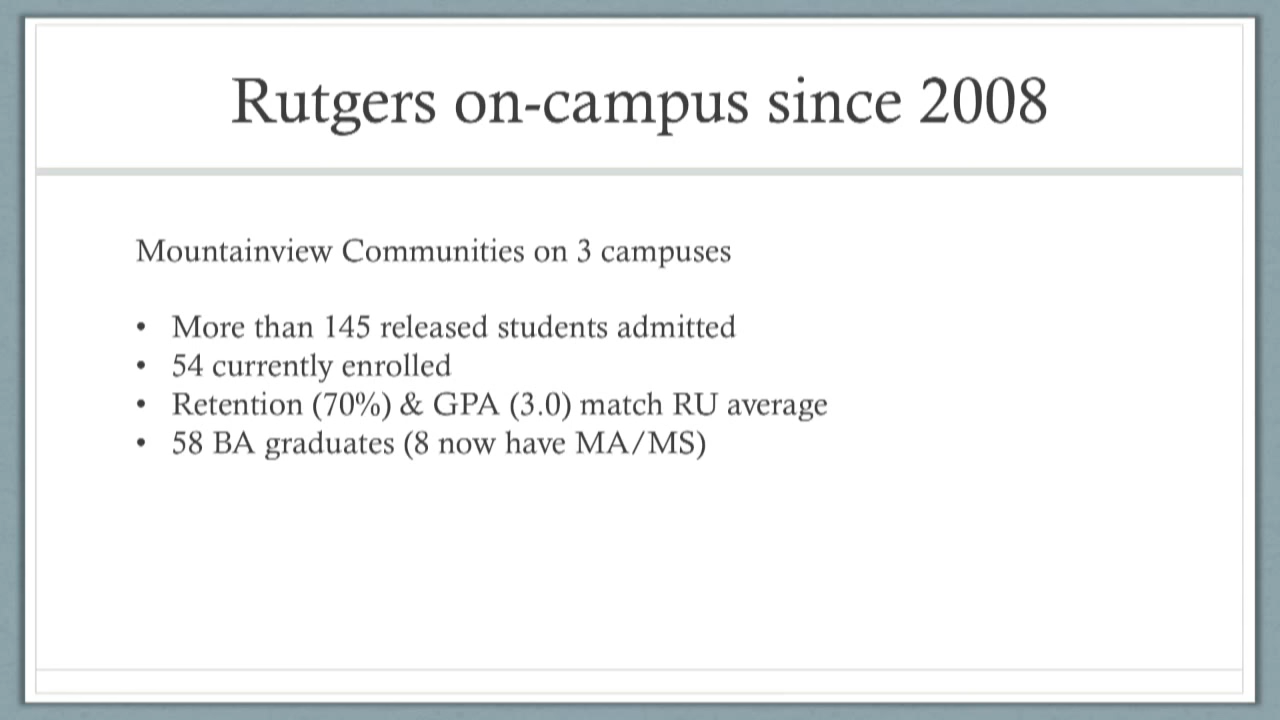 Rutgers on-campus since 2008
Mountainview Communities on 3 campuses
• More than 145 released students admitted
• 54 currently enrolled
• Retention (70%) & GPA (3.0) match RU average
• 58 BA graduates (8 now have MA/MS)